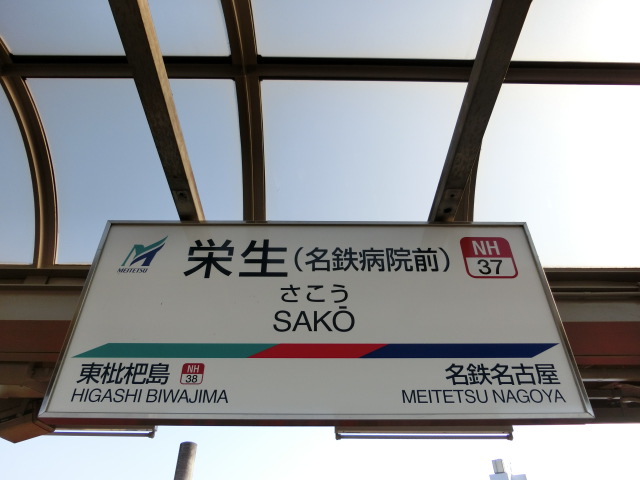 MEITETSU
栄生(名鉄病院前)
NH
37
さこう
SAKŌ
東枇杷島
NH
38
HIGASHI BIWAJIMA
名鉄名古屋
MEITETSU NAGOYA